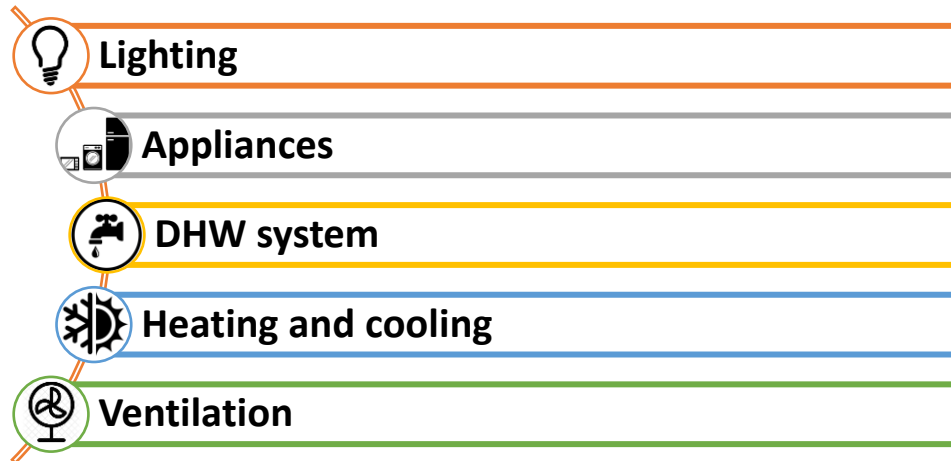 Lighting
Appliances
DHW system
Heating and cooling
Ventilation